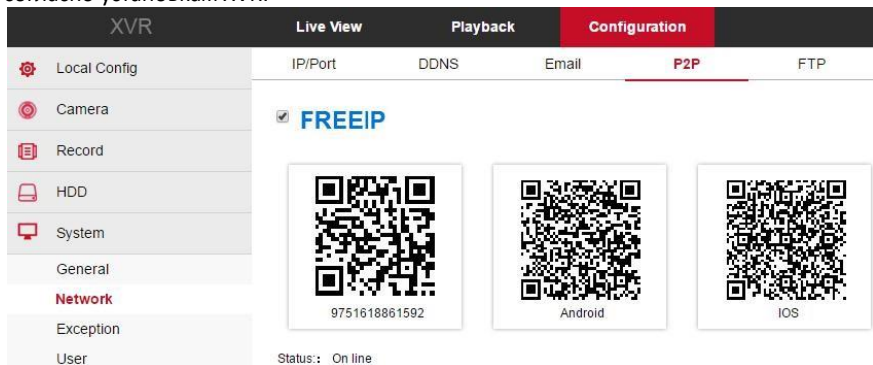 XVR Live View Playback Configuration
Local Config
Camera
Record
HDD
System
General
Network
Exception
User
IP/Port DDNS Email P2P FTP
FREEIP
9751618861592 Android IOS
Status:: On line